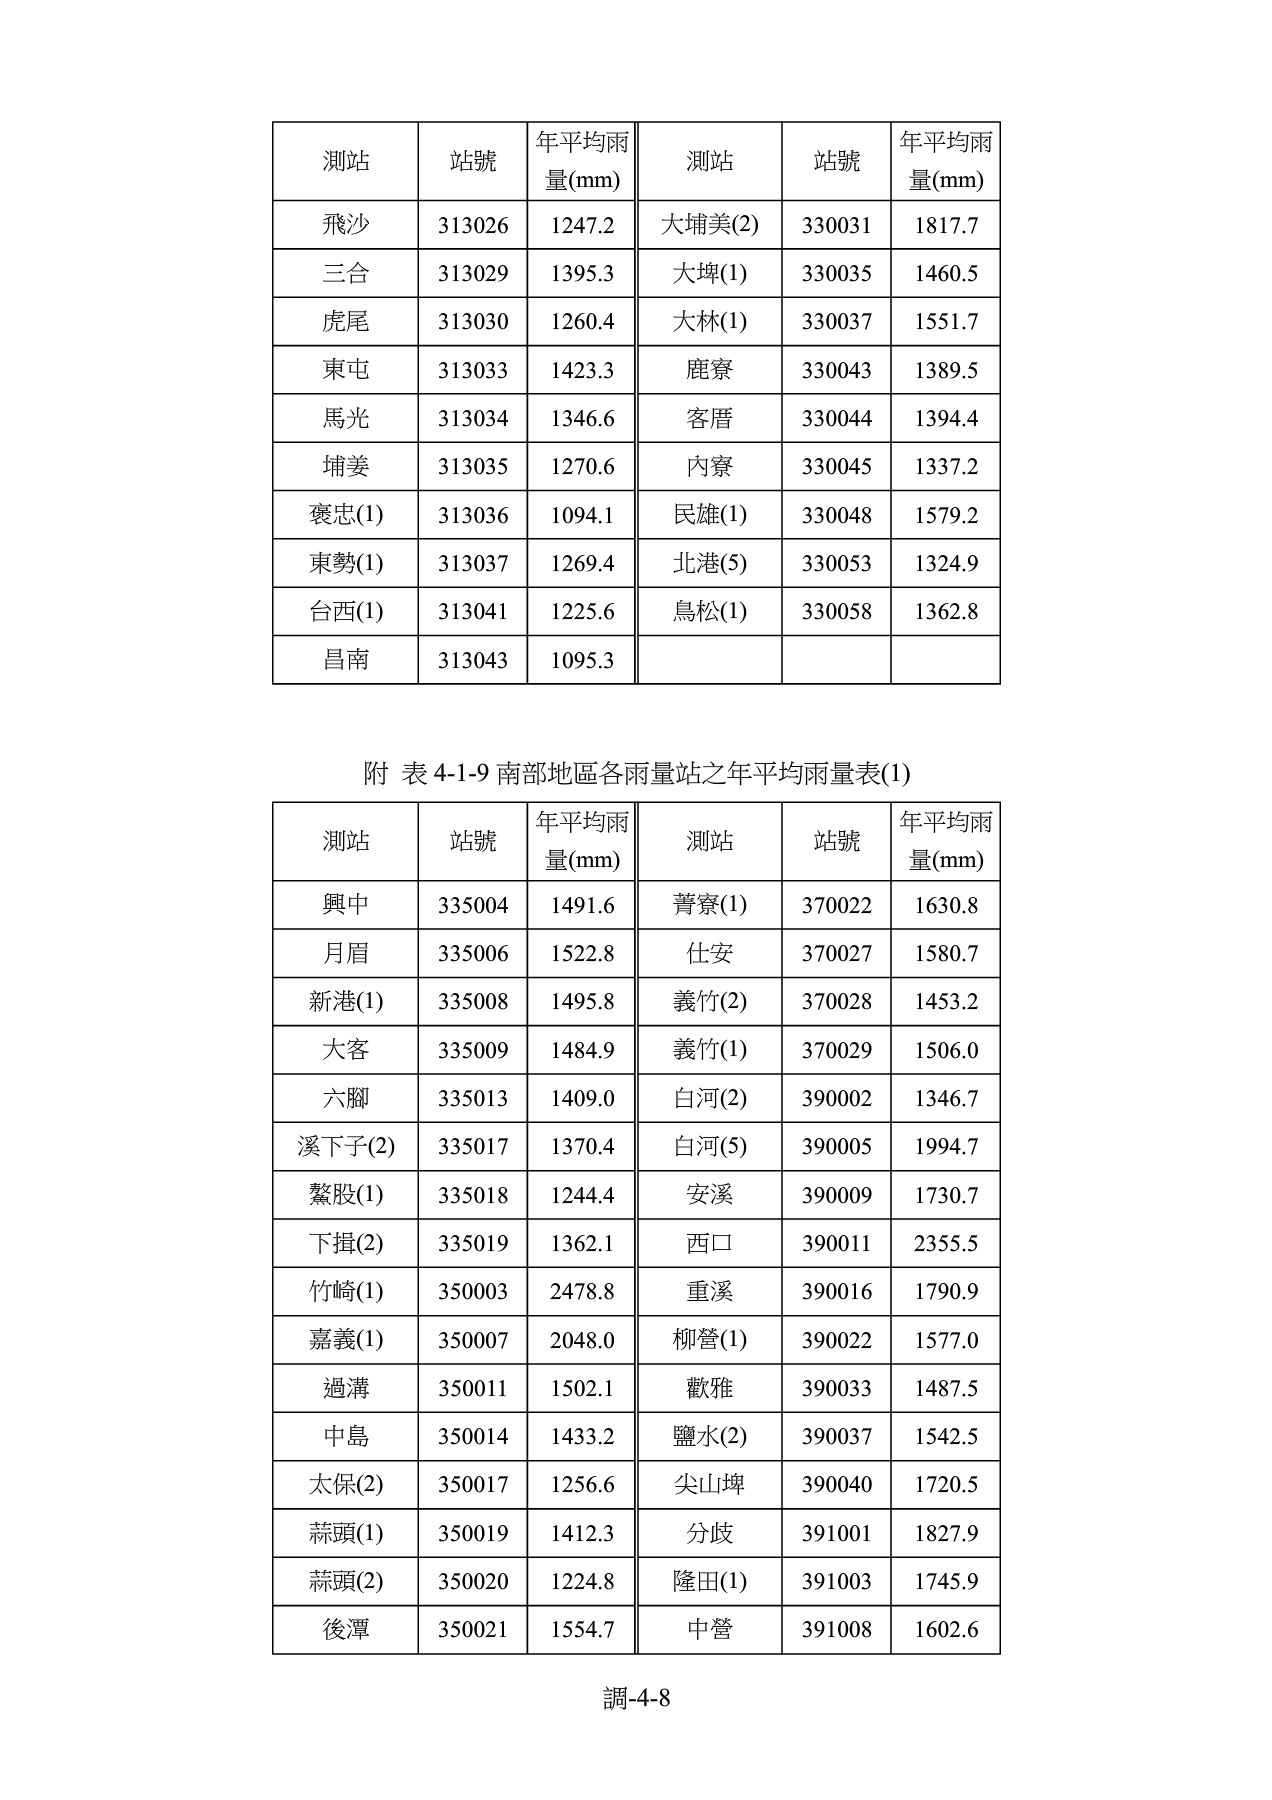 測站 站號 年平均雨量(mm) 測站 站號 年平均雨量(mm)
飛沙 313026 1247.2 大埔美(2) 330031 1817.7
三合 313029 1395.3 大埤(1) 330035 1460.5
虎尾 313030 1260.4 大林(1) 330037 1551.7
東屯 313033 1423.3 鹿寮 330043 1389.5
馬光 313034 1346.6 客厝 330044 1394.4
埔姜 313035 1270.6 內寮 330045 1337.2
褒忠(1) 313036 1094.1 民雄(1) 330048 1579.2
東勢(1) 313037 1269.4 北港(5) 330053 1324.9
台西(1) 313041 1225.6 鳥松(1) 330058 1362.8
昌南 313043 1095.3
附 表 4-1-9 南部地區各雨量站之年平均雨量表(1)
測站 站號 年平均雨量(mm) 測站 站號 年平均雨量(mm)
興中 335004 1491.6 菁寮(1) 370022 1630.8
月眉 335006 1522.8 仕安 370027 1580.7
新港(1) 335008 1495.8 義竹(2) 370028 1453.2
大客 335009 1484.9 義竹(1) 370029 1506.0
六腳 335013 1409.0 白河(2) 390002 1346.7
溪下子(2) 335017 1370.4 白河(5) 390005 1994.7
鰲股(1) 335018 1244.4 安溪 390009 1730.7
下揖(2) 335019 1362.1 西口 390011 2355.5
竹崎(1) 350003 2478.8 重溪 390016 1790.9
嘉義(1) 350007 2048.0 柳營(1) 390022 1577.0
過溝 350011 1502.1 歡雅 390033 1487.5
中島 350014 1433.2 鹽水(2) 390037 1542.5
太保(2) 350017 1256.6 尖山埤 390040 1720.5
蒜頭(1) 350019 1412.3 分歧 391001 1827.9
蒜頭(2) 350020 1224.8 隆田(1) 391003 1745.9
後潭 350021 1554.7 中營 391008 1602.6
調-4-8